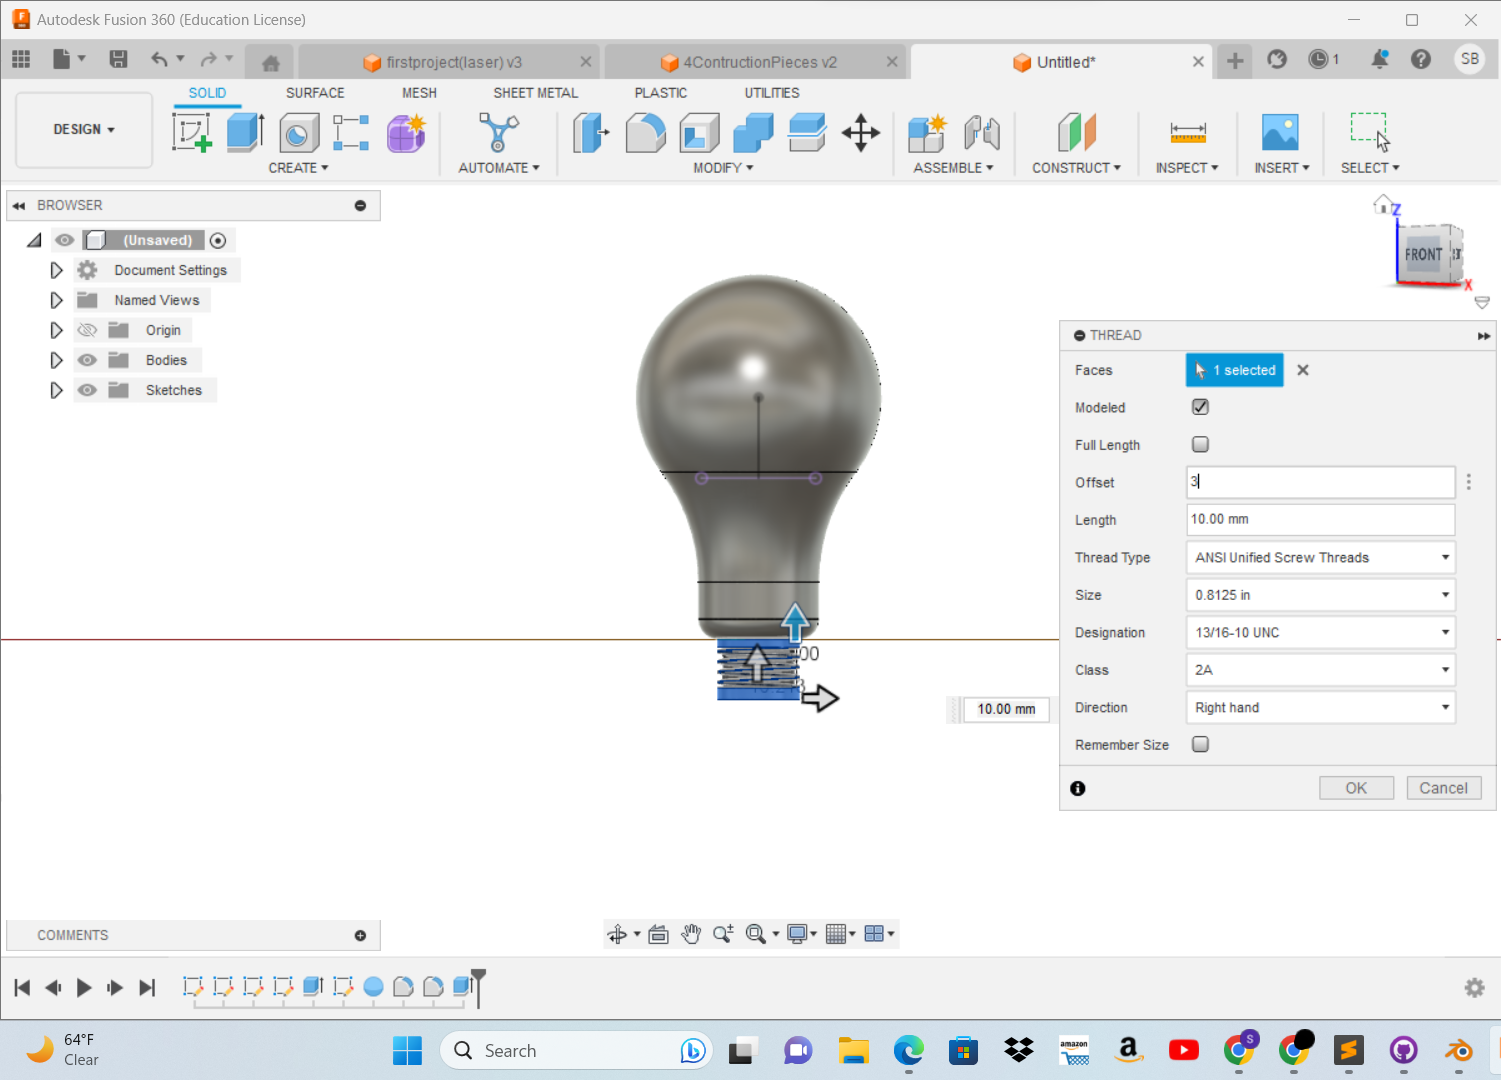 Autodesk Fusion 360 (Education License)
firstproject(laser) v3
4ContructionPieces v2
Untitled*
1
SB
DESIGN
SOLID
SURFACE
MESH
SHEET METAL
PLASTIC
UTILITIES
CREATE
AUTOMATE
MODIFY
ASSEMBLE
CONSTRUCT
INSPECT
INSERT
SELECT
BROWSER
(Unsaved)
Document Settings
Named Views
Origin
Bodies
Sketches
Z
FRONT
X
THREAD
Faces
1 selected
Modeled
Full Length
Offset
3
Length
10.00 mm
Thread Type
ANSI Unified Screw Threads
Size
0.8125 in
Designation
13/16-10 UNC
Class
2A
Direction
Right hand
Remember Size
OK
Cancel
10.00 mm
COMMENTS
64°F
Clear
Search
S
amazon
a